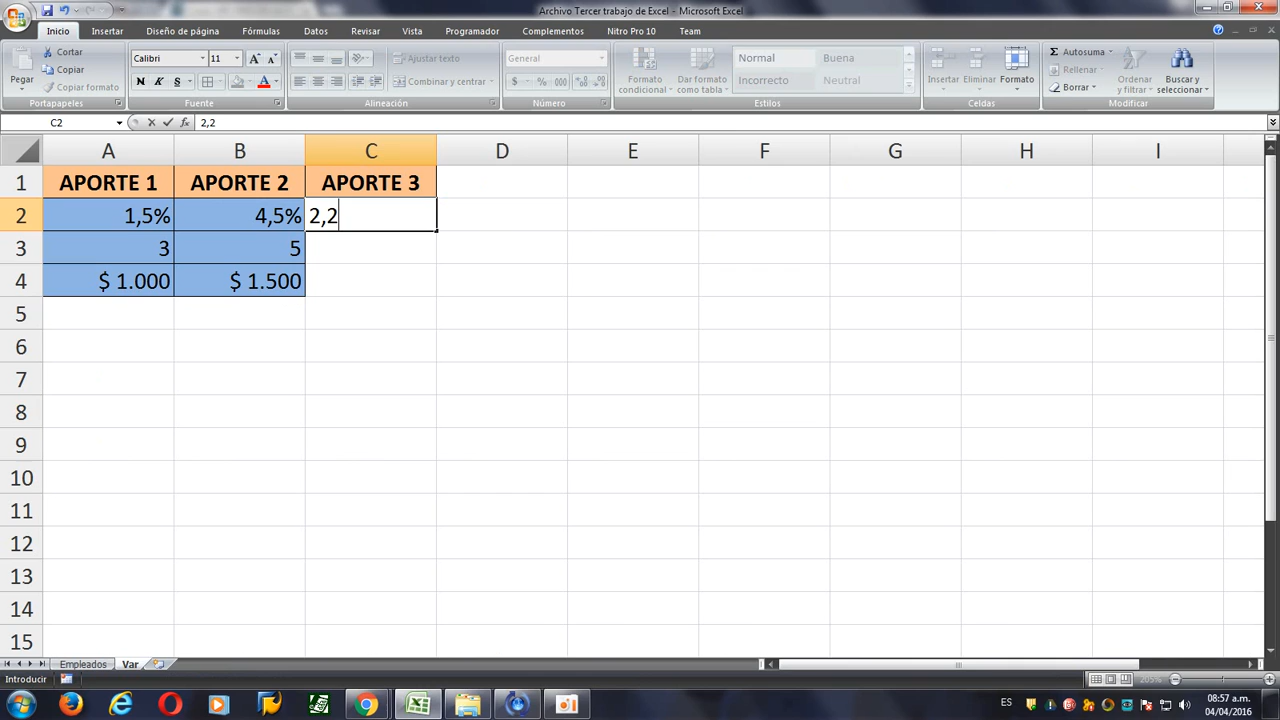 Archivo Tercer trabajo de Excel - Microsoft Excel
Inicio Insertar Diseño de página Fórmulas Datos Revisar Vista Programador Complementos Nitro Pro 10 Team
Pegar
Cortar
Copiar
Copiar formato
Portapapeles
Calibri 11
N K S
Fuente
Ajustar texto
Combinar y centrar
Alineación
General
$ % 000
Número
Formato condicional
Dar formato como tabla
Normal Buena
Incorrecto Neutral
Estilos
Insertar Eliminar Formato
Celdas
Σ Autosuma
Rellenar
Borrar
Ordenar y filtrar
Buscar y seleccionar
Modificar
C2 fx 2,2
A B C D E F G H I
1 APORTE 1 APORTE 2 APORTE 3
2 1,5% 4,5% 2,2
3 3 5
4 $ 1.000 $ 1.500
5
6
7
8
9
10
11
12
13
14
15
Empleados Var
Introducir 205%
ES 08:57 a.m.
04/04/2016